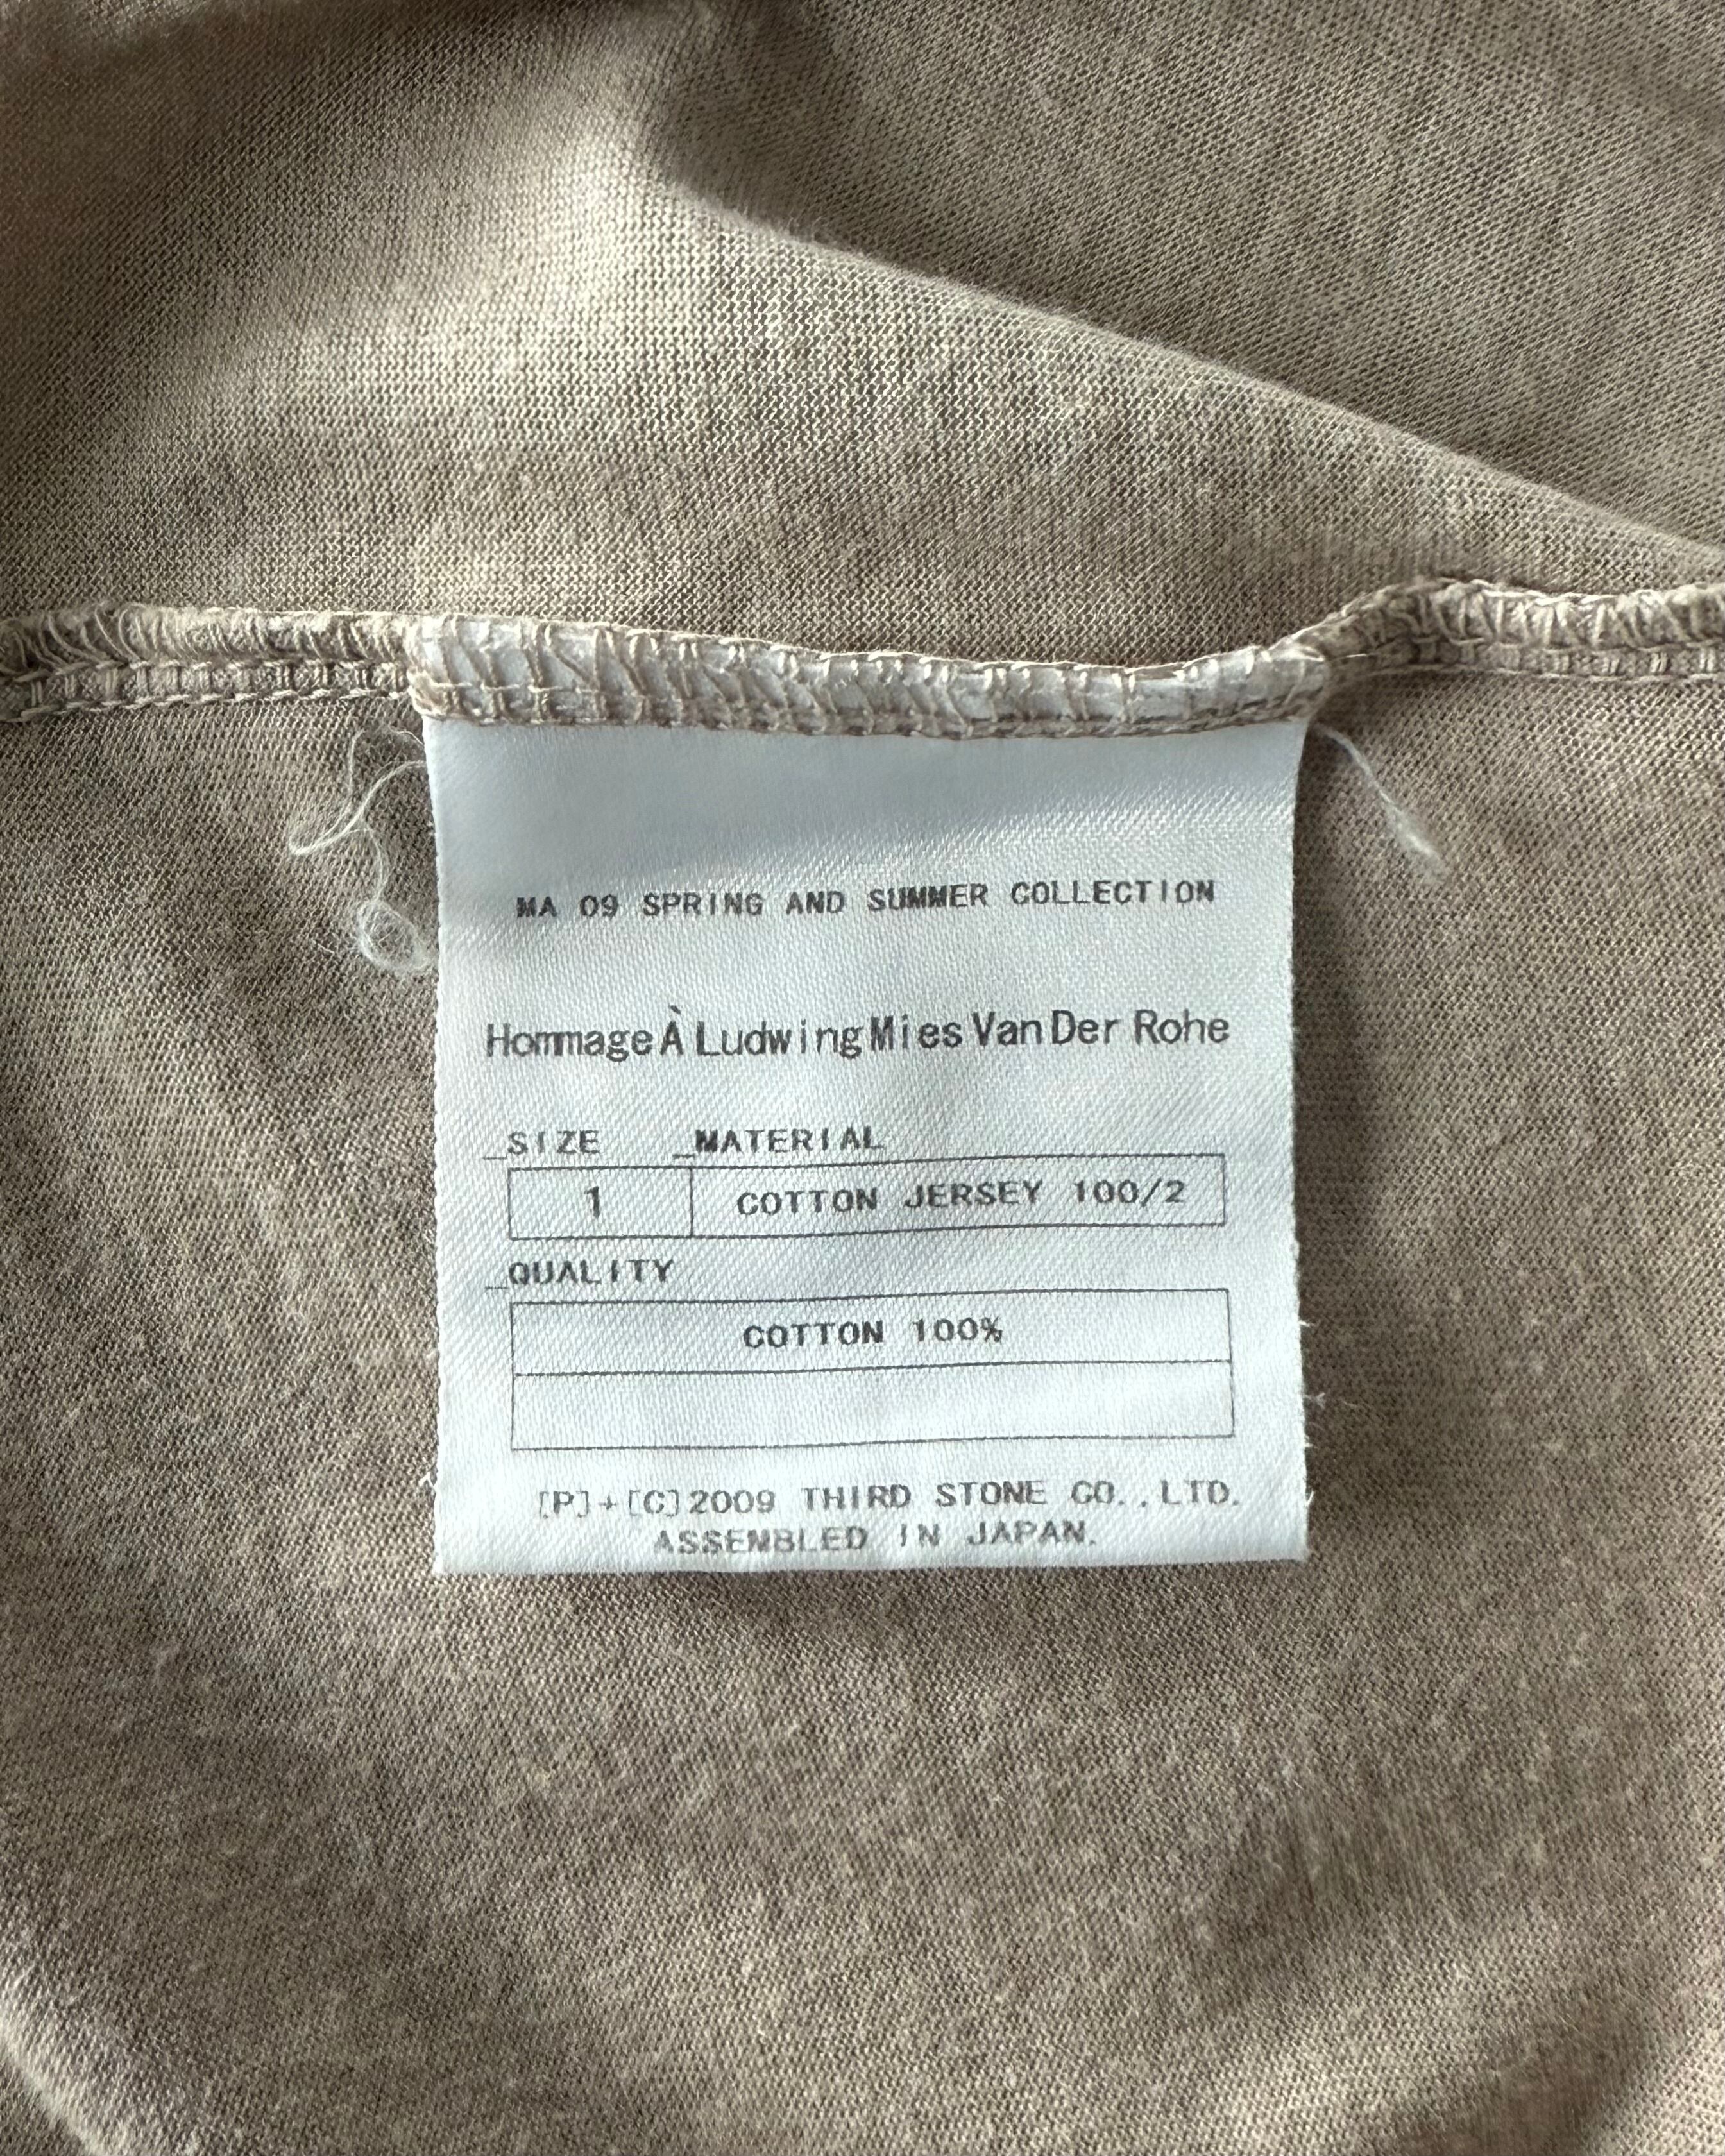 MA 09 SPRING AND SUMMER COLLECTION
Hommage À Ludwing Mies Van Der Rohe
_SIZE _MATERIAL
1 COTTON JERSEY 100/2
_QUALITY
COTTON 100%
[P]+[C]2009 THIRD STONE CO.,LTD.
ASSEMBLED IN JAPAN.